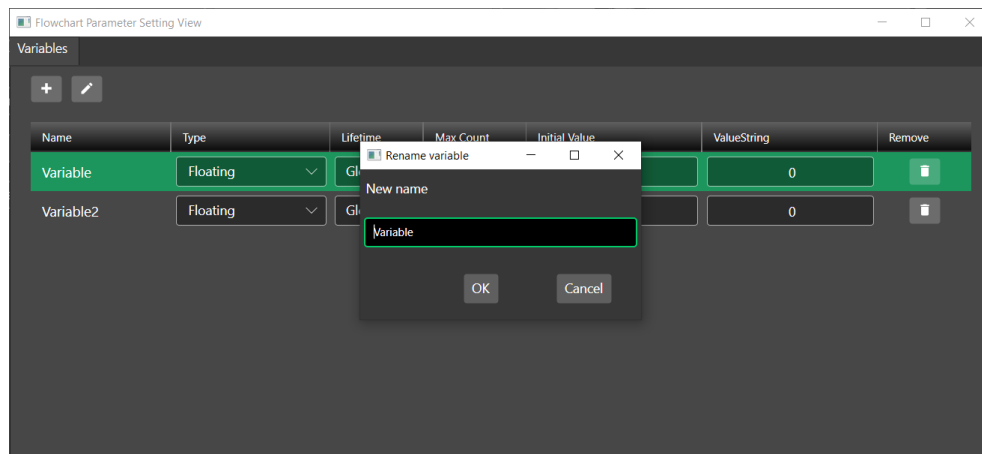 Flowchart Parameter Setting View
Variables
Name Type Lifetime Max Count Initial Value ValueString Remove
Variable Floating 0
Variable2 Floating 0
Rename variable
New name
Variable
OK Cancel